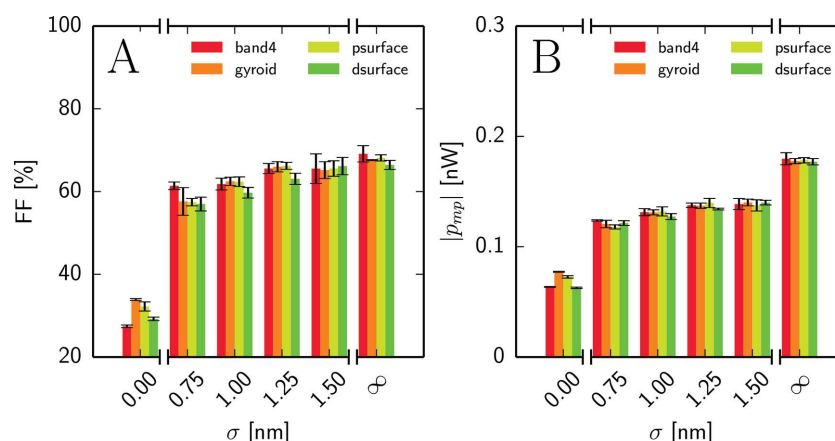 A
band4
gyroid
psurface
dsurface
FF [%]
100
80
60
40
20
0.00
0.75
1.00
1.25
1.50
∞
σ [nm]
B
band4
gyroid
psurface
dsurface
|p_{mp}| [nW]
0.3
0.2
0.1
0
0.00
0.75
1.00
1.25
1.50
∞
σ [nm]